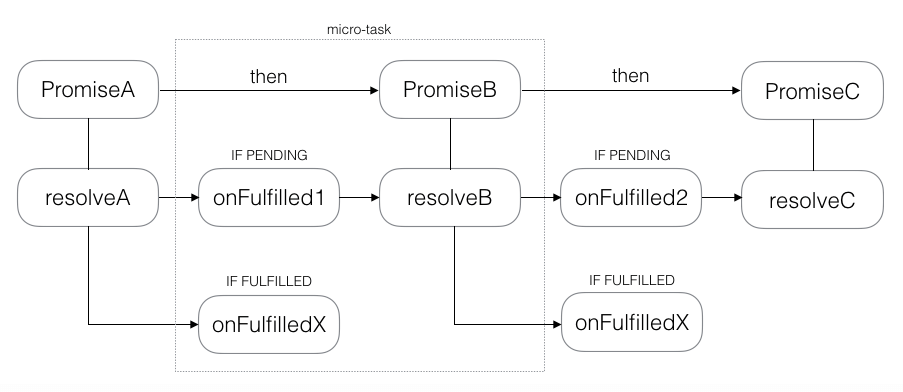 micro-task
PromiseA
then
PromiseB
then
PromiseC
IF PENDING
IF PENDING
resolveA
onFulfilled1
resolveB
onFulfilled2
resolveC
IF FULFILLED
IF FULFILLED
onFulfilledX
onFulfilledX